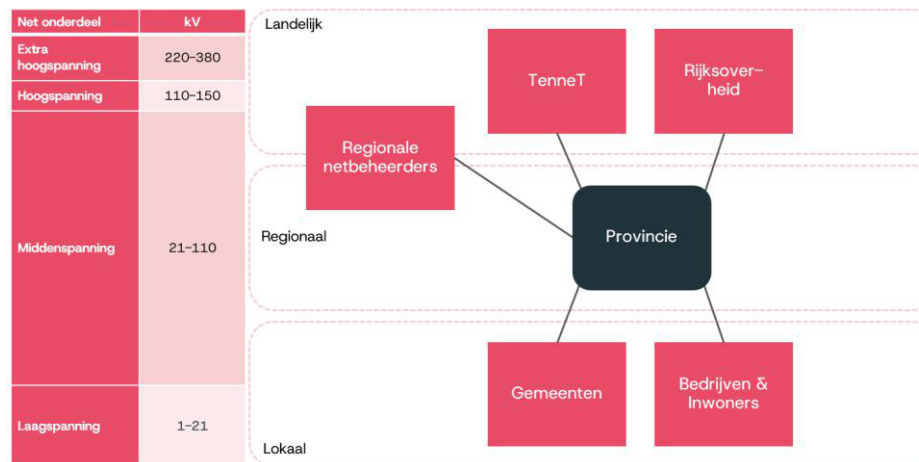 Net onderdeel kV
Extra
hoogspanning 220-380
Hoogspanning 110-150
Middenspanning 21-110
Laagspanning 1-21
Landelijk
TenneT
Rijksover-
heid
Regionale
netbeheerders
Regionaal
Provincie
Gemeenten
Bedrijven &
Inwoners
Lokaal